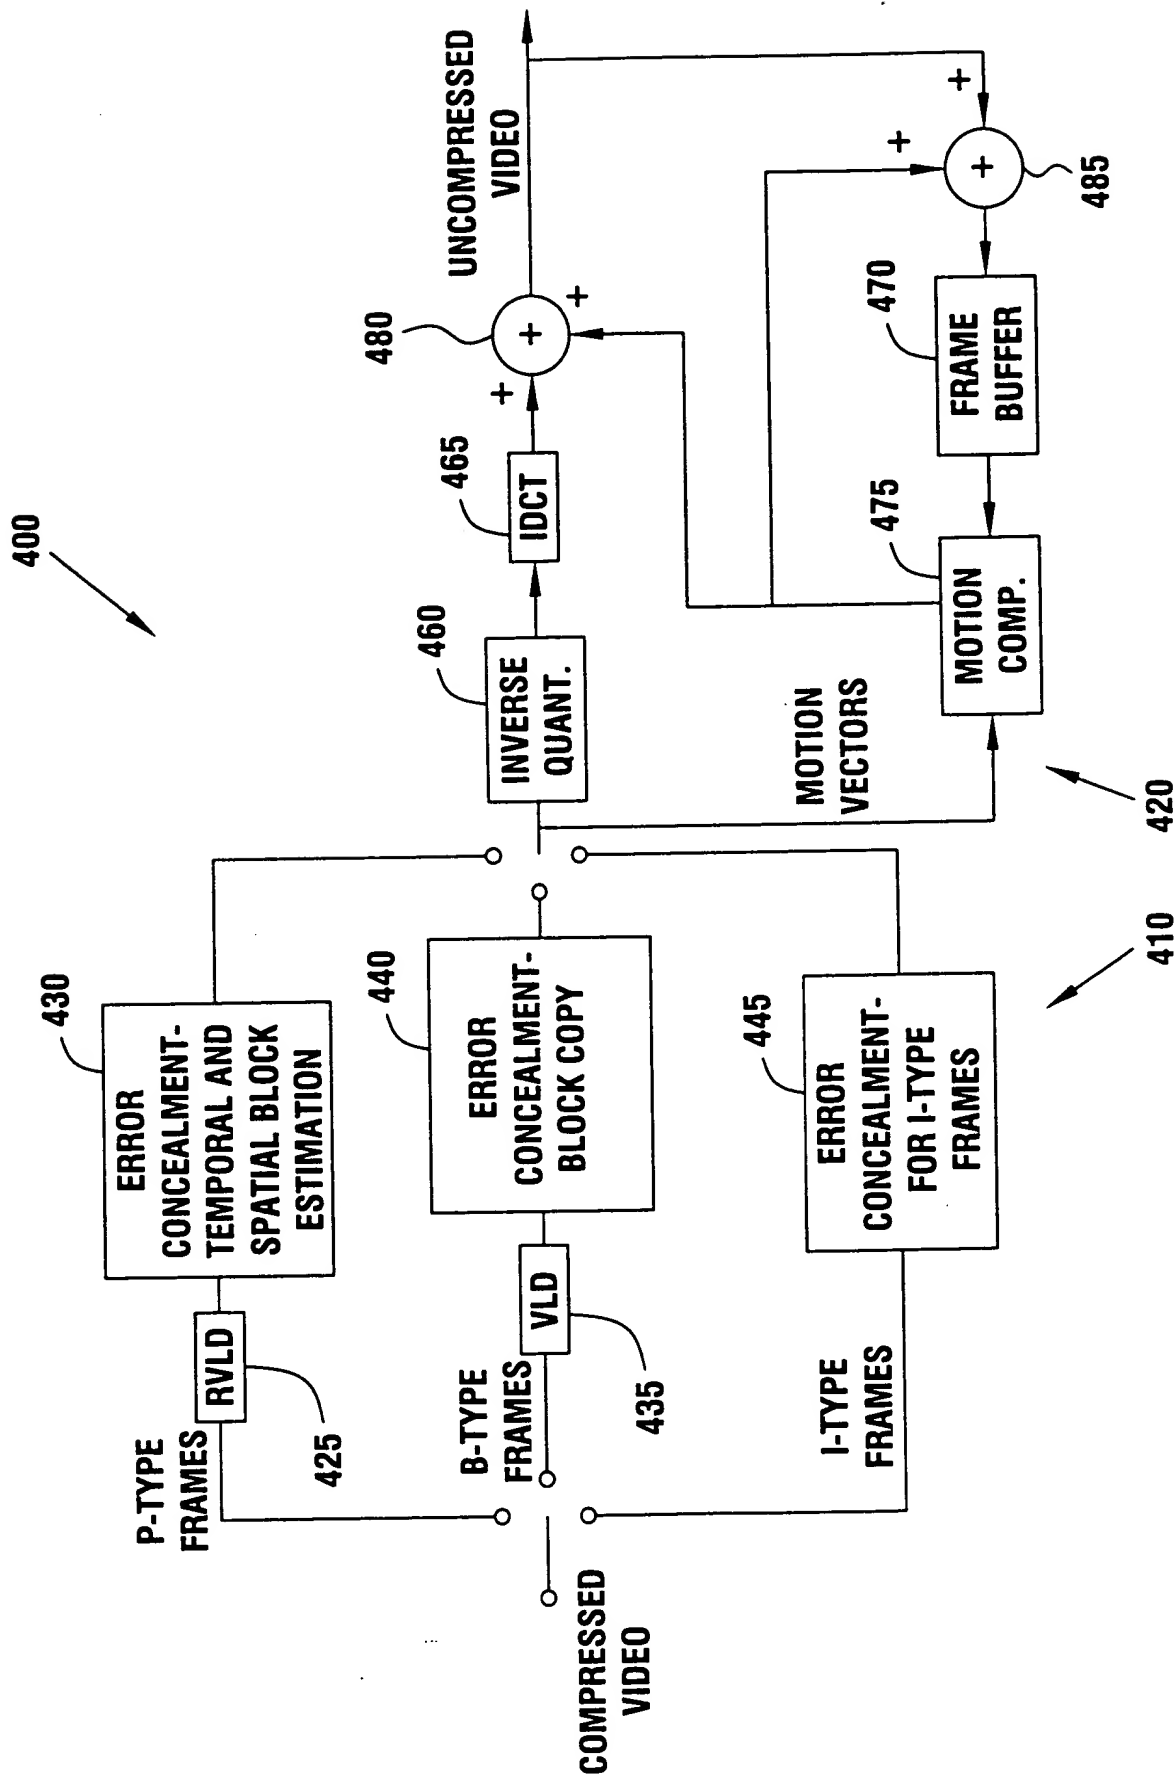 400
P-TYPE
FRAMES
RVLD
425
430
ERROR
CONCEALMENT-
TEMPORAL AND
SPATIAL BLOCK
ESTIMATION
COMPRESSED
VIDEO
B-TYPE
FRAMES
VLD
435
440
ERROR
CONCEALMENT-
BLOCK COPY
I-TYPE
FRAMES
445
ERROR
CONCEALMENT-
FOR I-TYPE
FRAMES
410
420
460
INVERSE
QUANT.
465
IDCT
480
+
+
+
UNCOMPRESSED
VIDEO
MOTION
VECTORS
475
MOTION
COMP.
470
FRAME
BUFFER
+
+
+
485